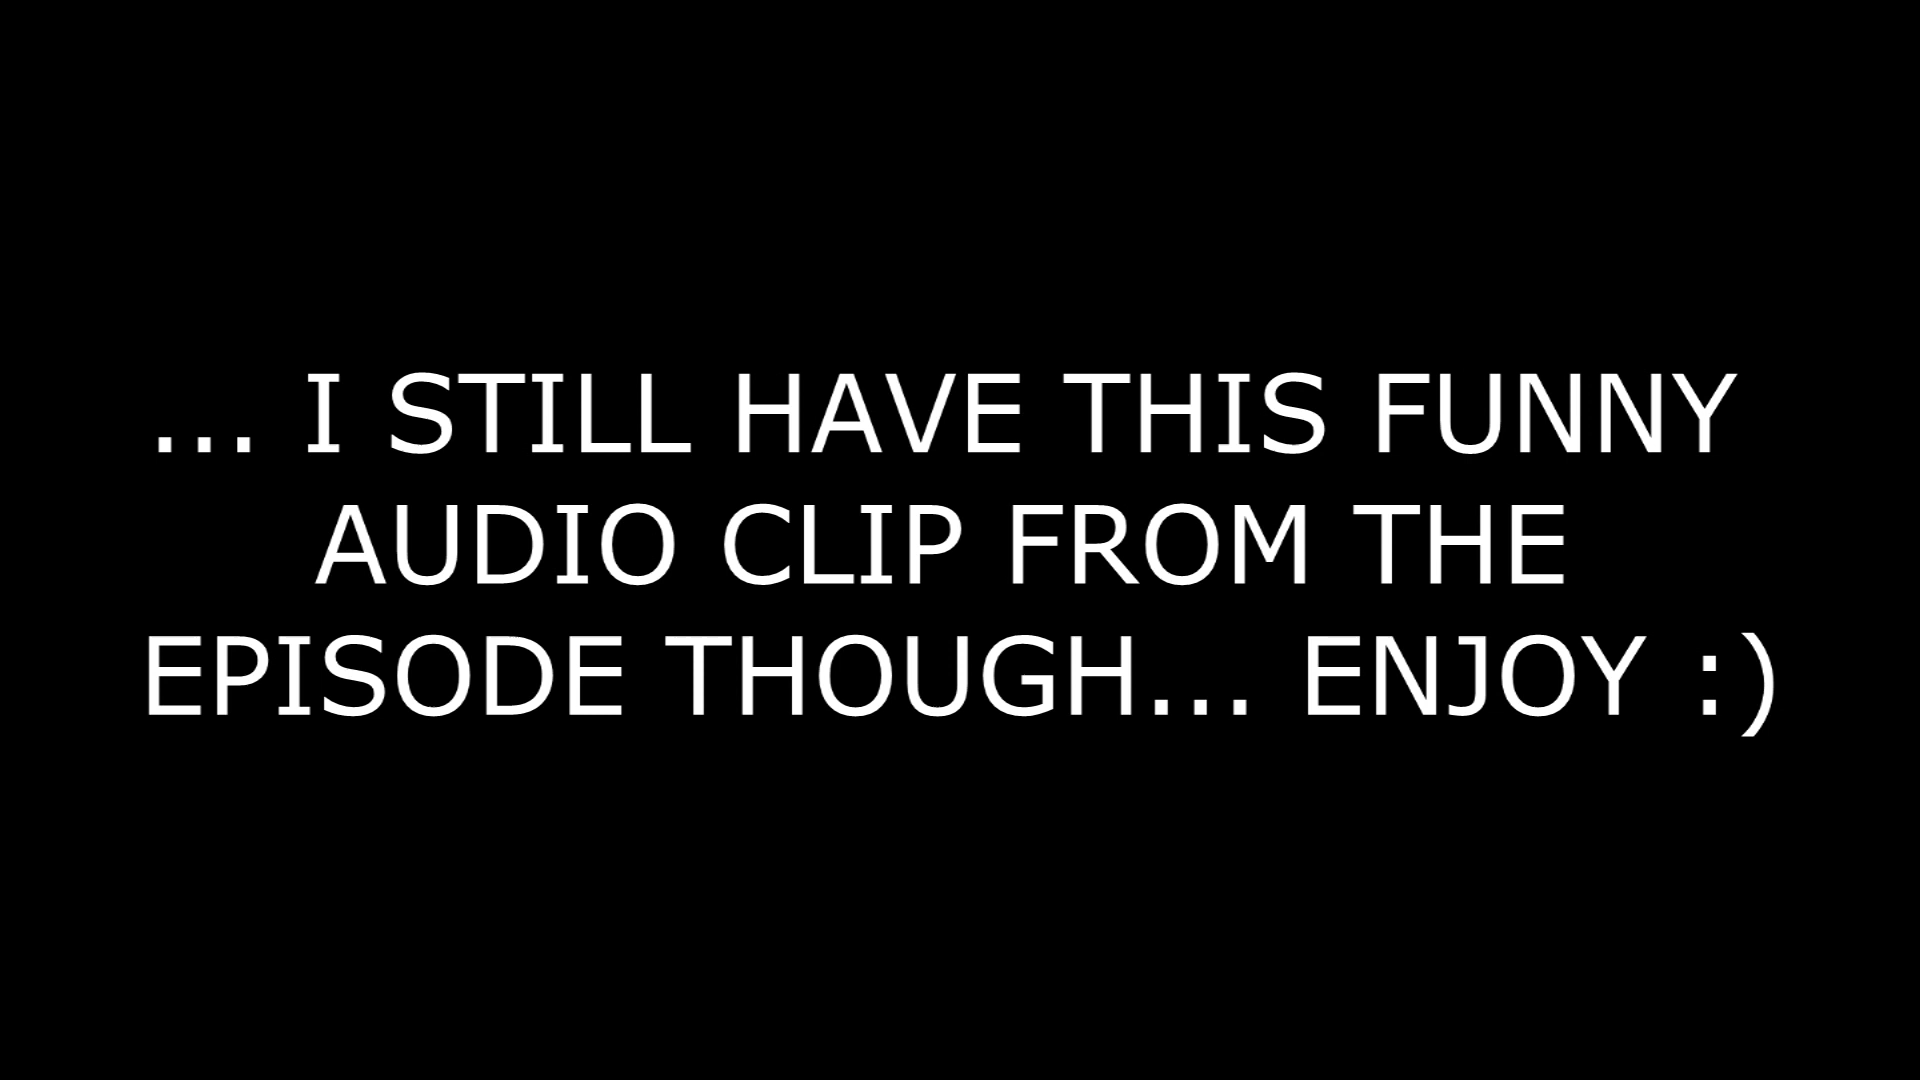 ... I STILL HAVE THIS FUNNY
AUDIO CLIP FROM THE
EPISODE THOUGH... ENJOY :)